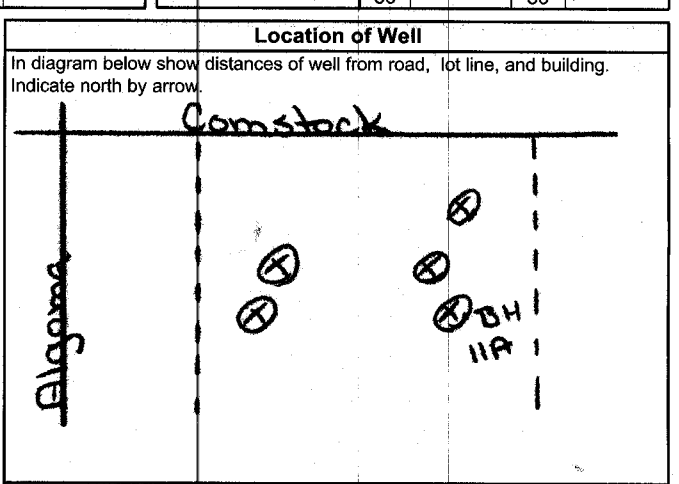 Location of Well
In diagram below show distances of well from road, lot line, and building.
Indicate north by arrow.
Comstock
Algoma
BH
11A